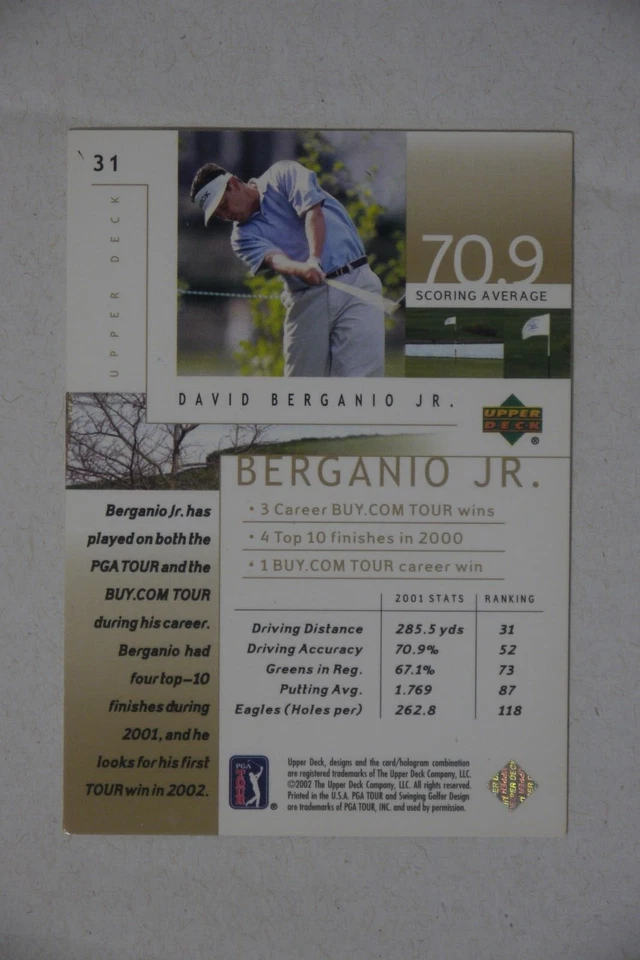 31
UPPER DECK
70.9
SCORING AVERAGE
DAVID BERGANIO JR.
UPPER
DECK
®
BERGANIO JR.
• 3 Career BUY.COM TOUR wins
• 4 Top 10 finishes in 2000
• 1 BUY.COM TOUR career win
Berganio Jr. has
played on both the
PGA TOUR and the
BUY.COM TOUR
during his career.
Berganio had
four top-10
finishes during
2001, and he
looks for his first
TOUR win in 2002.
2001 STATS RANKING
Driving Distance 285.5 yds 31
Driving Accuracy 70.9% 52
Greens in Reg. 67.1% 73
Putting Avg. 1.769 87
Eagles (Holes per) 262.8 118
PGA
TOUR
®
Upper Deck, designs and the card/hologram combination
are registered trademarks of The Upper Deck Company, LLC.
©2002 The Upper Deck Company, LLC. All rights reserved.
Printed in the U.S.A. PGA TOUR and Swinging Golfer Design
are trademarks of PGA TOUR, INC. and used by permission.